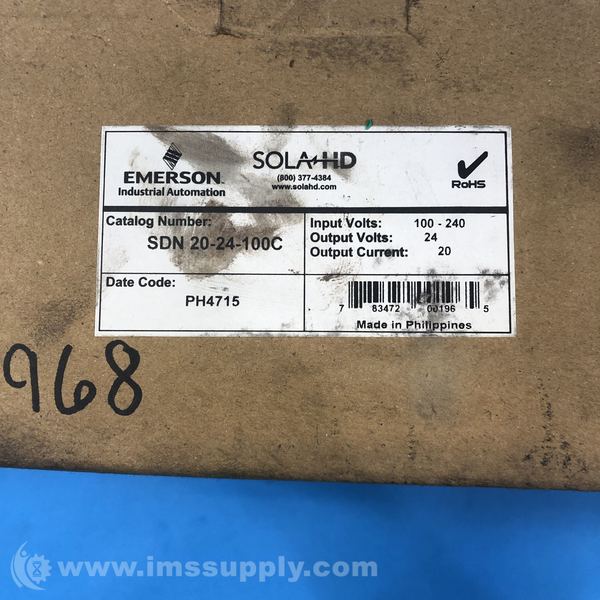 EMERSON
Industrial Automation
SOLA HD
(800) 377-4384
www.solahd.com
RoHS
Catalog Number:
SDN 20-24-100C
Input Volts: 100 - 240
Output Volts: 24
Output Current: 20
Date Code:
PH4715
7 83472 00196 5
Made in Philippines
968
www.imssupply.com